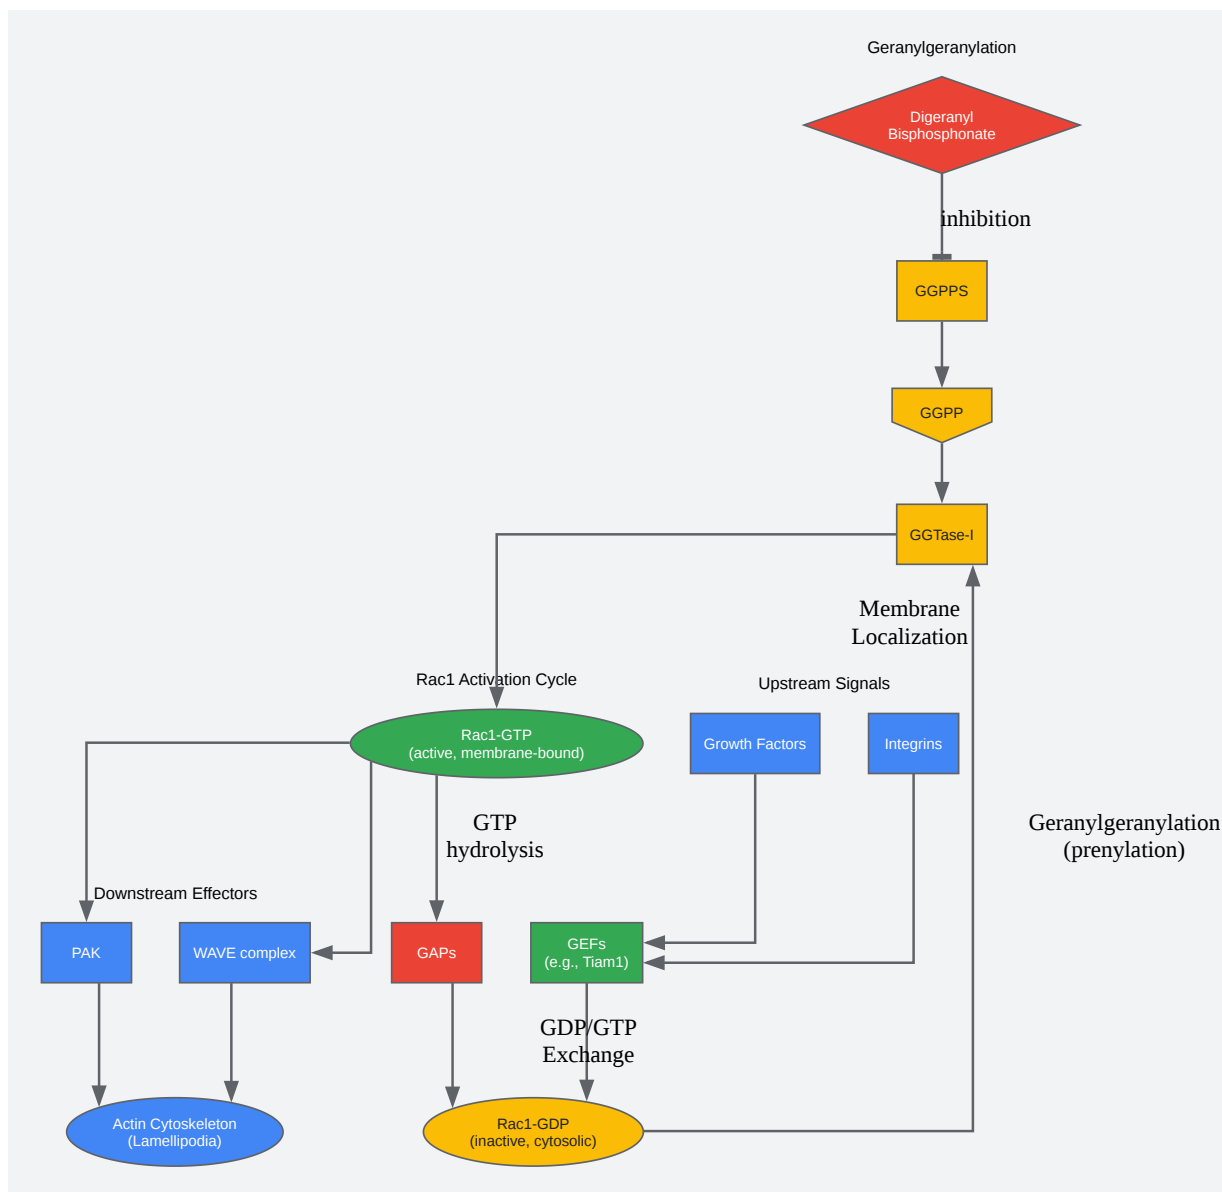 Geranylgeranylation
Digeranyl
Bisphosphonate
inhibition
GGPPS
GGPP
GGTase-I
Membrane
Localization
Rac1 Activation Cycle
Upstream Signals
Rac1-GTP
(active, membrane-bound)
Growth Factors
Integrins
GTP
hydrolysis
Geranylgeranylation
(prenylation)
Downstream Effectors
PAK
WAVE complex
GAPs
GEFs
(e.g., Tiam1)
GDP/GTP
Exchange
Actin Cytoskeleton
(Lamellipodia)
Rac1-GDP
(inactive, cytosolic)